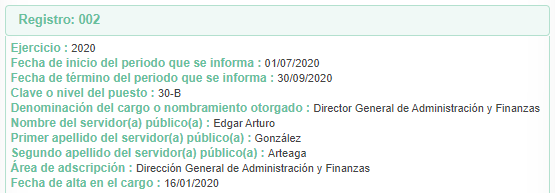 Registro: 002
Ejercicio : 2020
Fecha de inicio del periodo que se informa : 01/07/2020
Fecha de término del periodo que se informa : 30/09/2020
Clave o nivel del puesto : 30-B
Denominación del cargo o nombramiento otorgado : Director General de Administración y Finanzas
Nombre del servidor(a) público(a) : Edgar Arturo
Primer apellido del servidor(a) público(a) : González
Segundo apellido del servidor(a) público(a) : Arteaga
Área de adscripción : Dirección General de Administración y Finanzas
Fecha de alta en el cargo : 16/01/2020